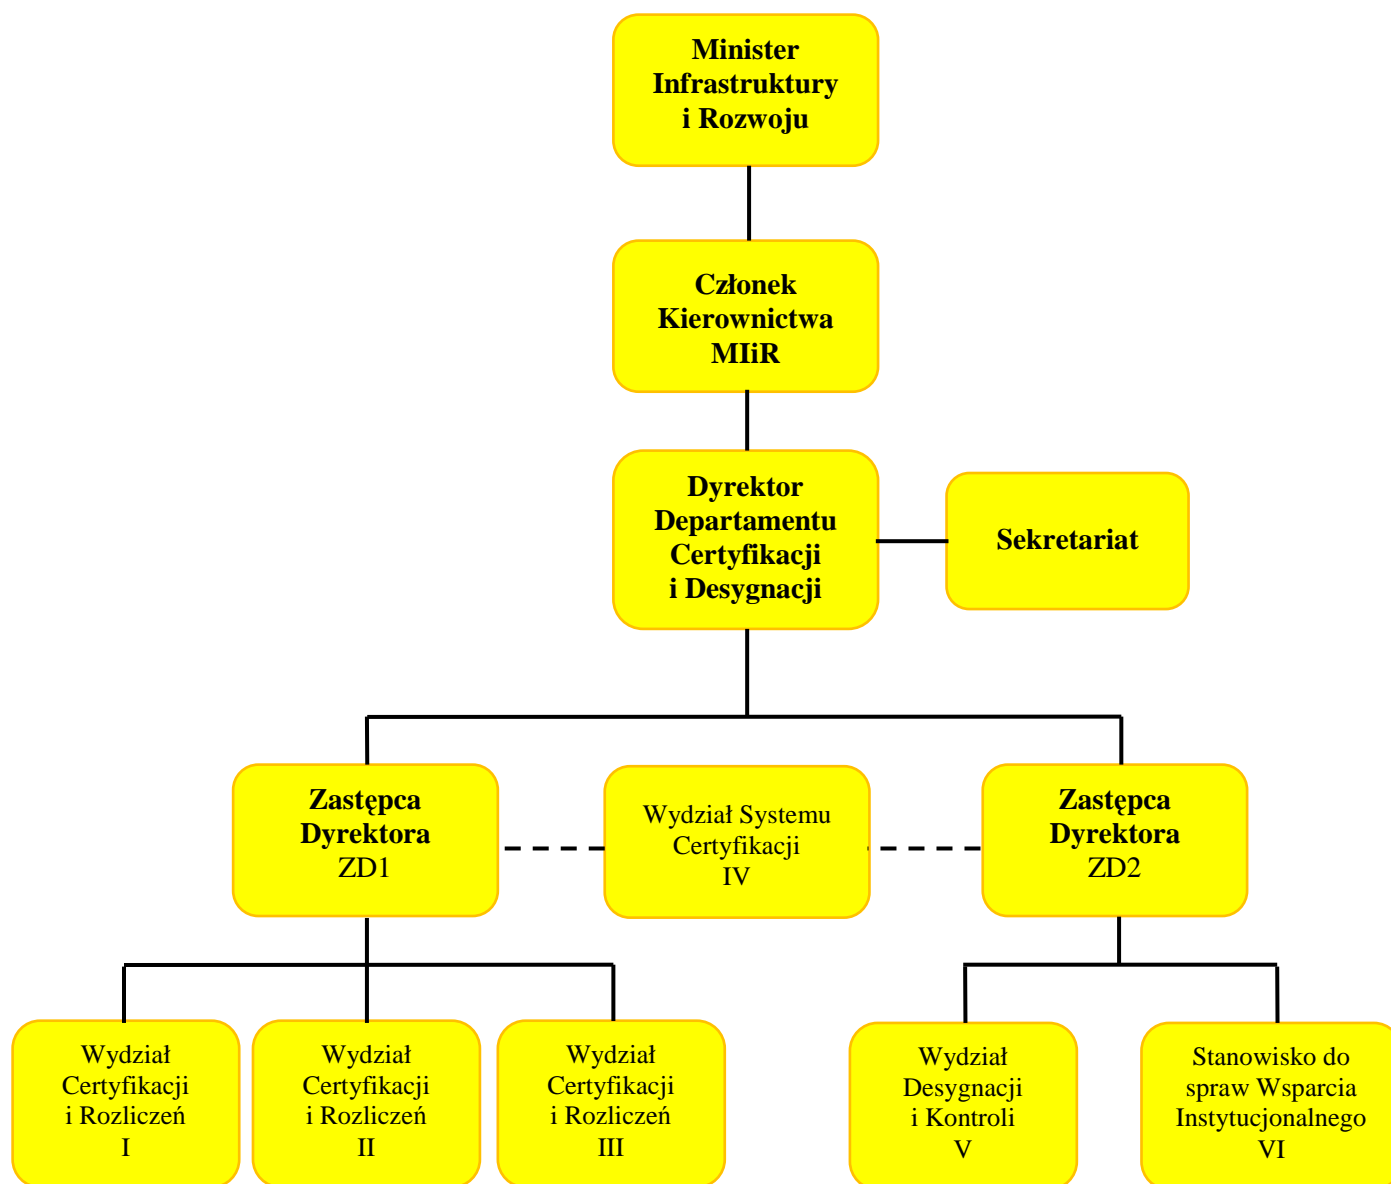 Minister
Infrastruktury
i Rozwoju
Członek
Kierownictwa
MIiR
Dyrektor
Departamentu
Certyfikacji
i Desygnacji
Sekretariat
Zastępca
Dyrektora
ZD1
Wydział Systemu
Certyfikacji
IV
Zastępca
Dyrektora
ZD2
Wydział
Certyfikacji
i Rozliczeń
I
Wydział
Certyfikacji
i Rozliczeń
II
Wydział
Certyfikacji
i Rozliczeń
III
Wydział
Desygnacji
i Kontroli
V
Stanowisko do
spraw Wsparcia
Instytucjonalnego
VI